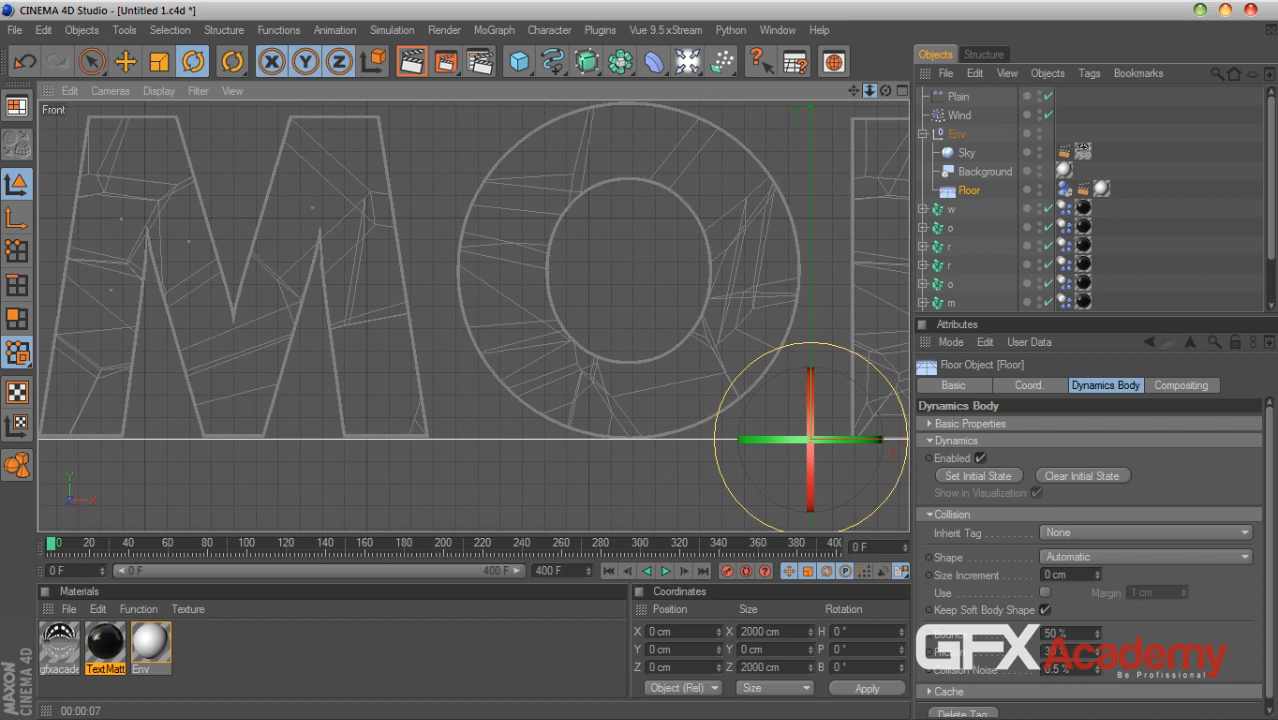 CINEMA 4D Studio - [Untitled 1.c4d *]
File Edit Objects Tools Selection Structure Functions Animation Simulation Render MoGraph Character Plugins Vue 9.5 xStream Python Window Help
X Y Z
Objects Structure
File Edit View Objects Tags Bookmarks
Edit Cameras Display Filter View
Front
Plain
Wind
Env
Sky
Background
Floor
w
o
r
r
o
m
Y
Z X
X
Attributes
Mode Edit User Data
Floor Object [Floor]
Basic Coord. Dynamics Body Compositing
Dynamics Body
Basic Properties
Dynamics
Enabled
Set Initial State Clear Initial State
Show in Visualization
Collision
Inherit Tag None
Shape Automatic
Size Increment 0 cm
Use Margin 1 cm
Keep Soft Body Shape
50 %
Collision Noise 0.5 %
Cache
Delete Tag
0 20 40 60 80 100 120 140 160 180 200 220 240 260 280 300 320 340 360 380 40
0 F
0 F 0 F 400 F 400 F
Materials
File Edit Function Texture
gfxacade TextMatt Env
Coordinates
Position Size Rotation
X 0 cm X 2000 cm H 0 °
Y 0 cm Y 0 cm P 0 °
Z 0 cm Z 2000 cm B 0 °
Object (Rel) Size Apply
GFXAcademy
Be Profissional
MAXON
CINEMA 4D
00:00:07